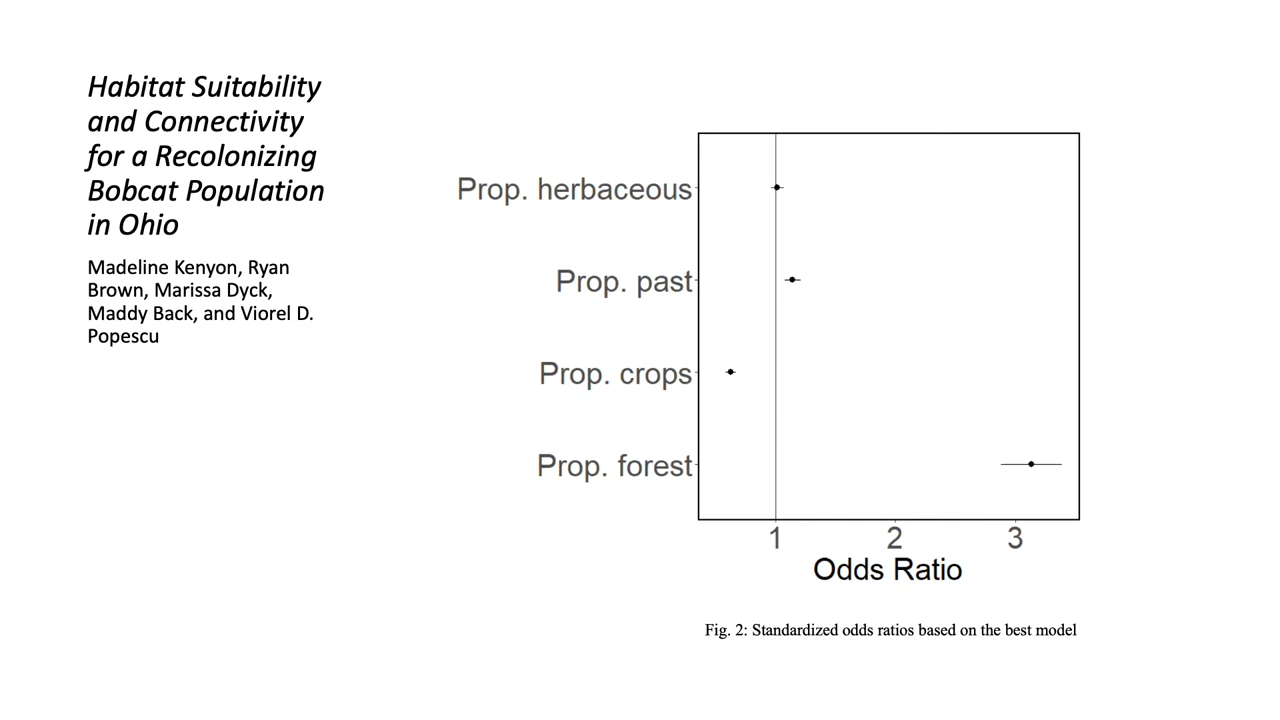 Habitat Suitability
and Connectivity
for a Recolonizing
Bobcat Population
in Ohio
Madeline Kenyon, Ryan
Brown, Marissa Dyck,
Maddy Back, and Viorel D.
Popescu
Prop. herbaceous
Prop. past
Prop. crops
Prop. forest
1 2 3
Odds Ratio
Fig. 2: Standardized odds ratios based on the best model